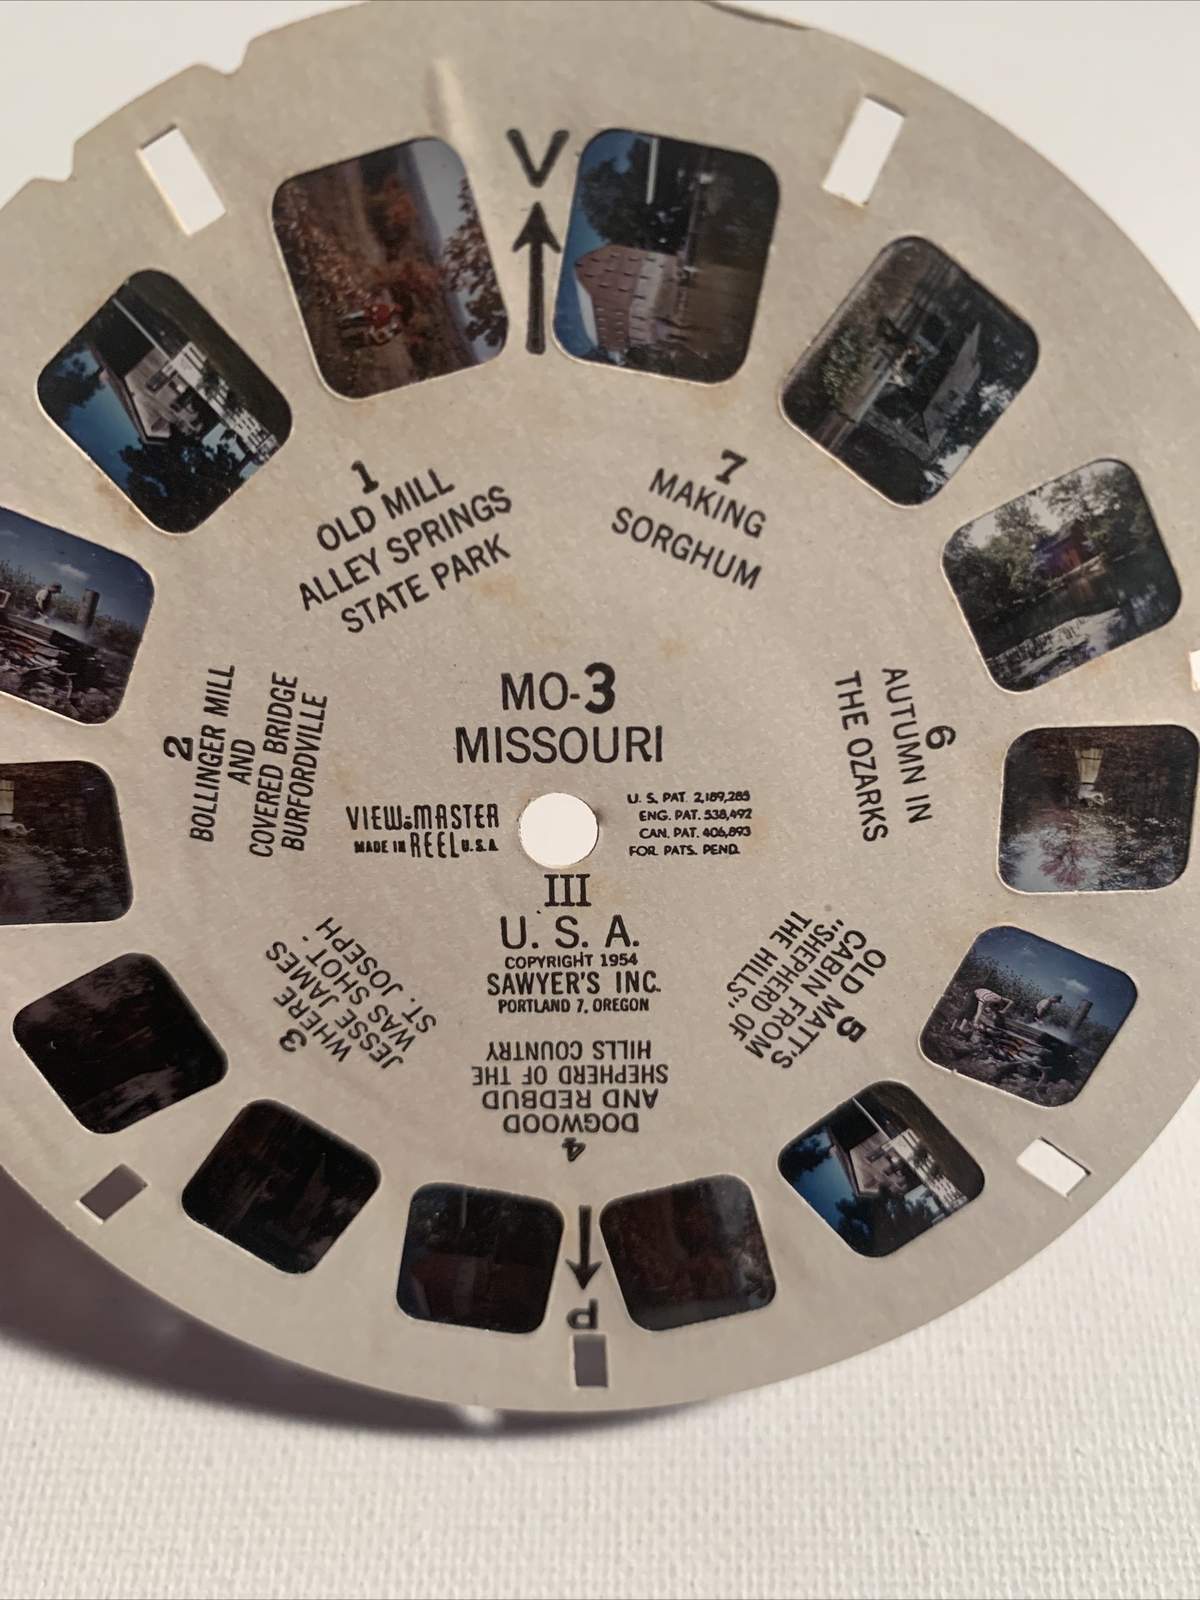 V
1
OLD MILL
ALLEY SPRINGS
STATE PARK
7
MAKING
SORGHUM
MO-3
MISSOURI
2
BOLLINGER MILL
AND
COVERED BRIDGE
BURFORDVILLE
6
AUTUMN IN
THE OZARKS
VIEW-MASTER
MADE IN REEL U.S.A.
U. S. PAT. 2,189,285
ENG. PAT. 538,492
CAN. PAT. 406,893
FOR. PATS. PEND.
III
U. S. A.
COPYRIGHT 1954
SAWYER'S INC.
PORTLAND 7, OREGON
3
WHERE
JESSE JAMES
WAS SHOT.
ST. JOSEPH
5
OLD MATT'S
CABIN FROM
"SHEPHERD OF
THE HILLS"
4
DOGWOOD
AND REDBUD
SHEPHERD OF THE
HILLS COUNTRY
P